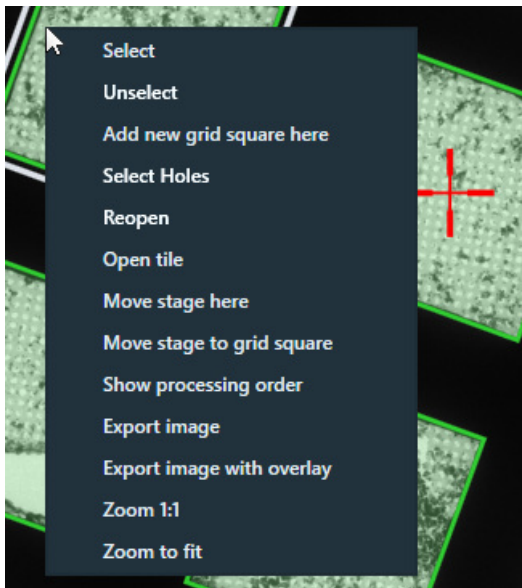 Select
Unselect
Add new grid square here
Select Holes
Reopen
Open tile
Move stage here
Move stage to grid square
Show processing order
Export image
Export image with overlay
Zoom 1:1
Zoom to fit